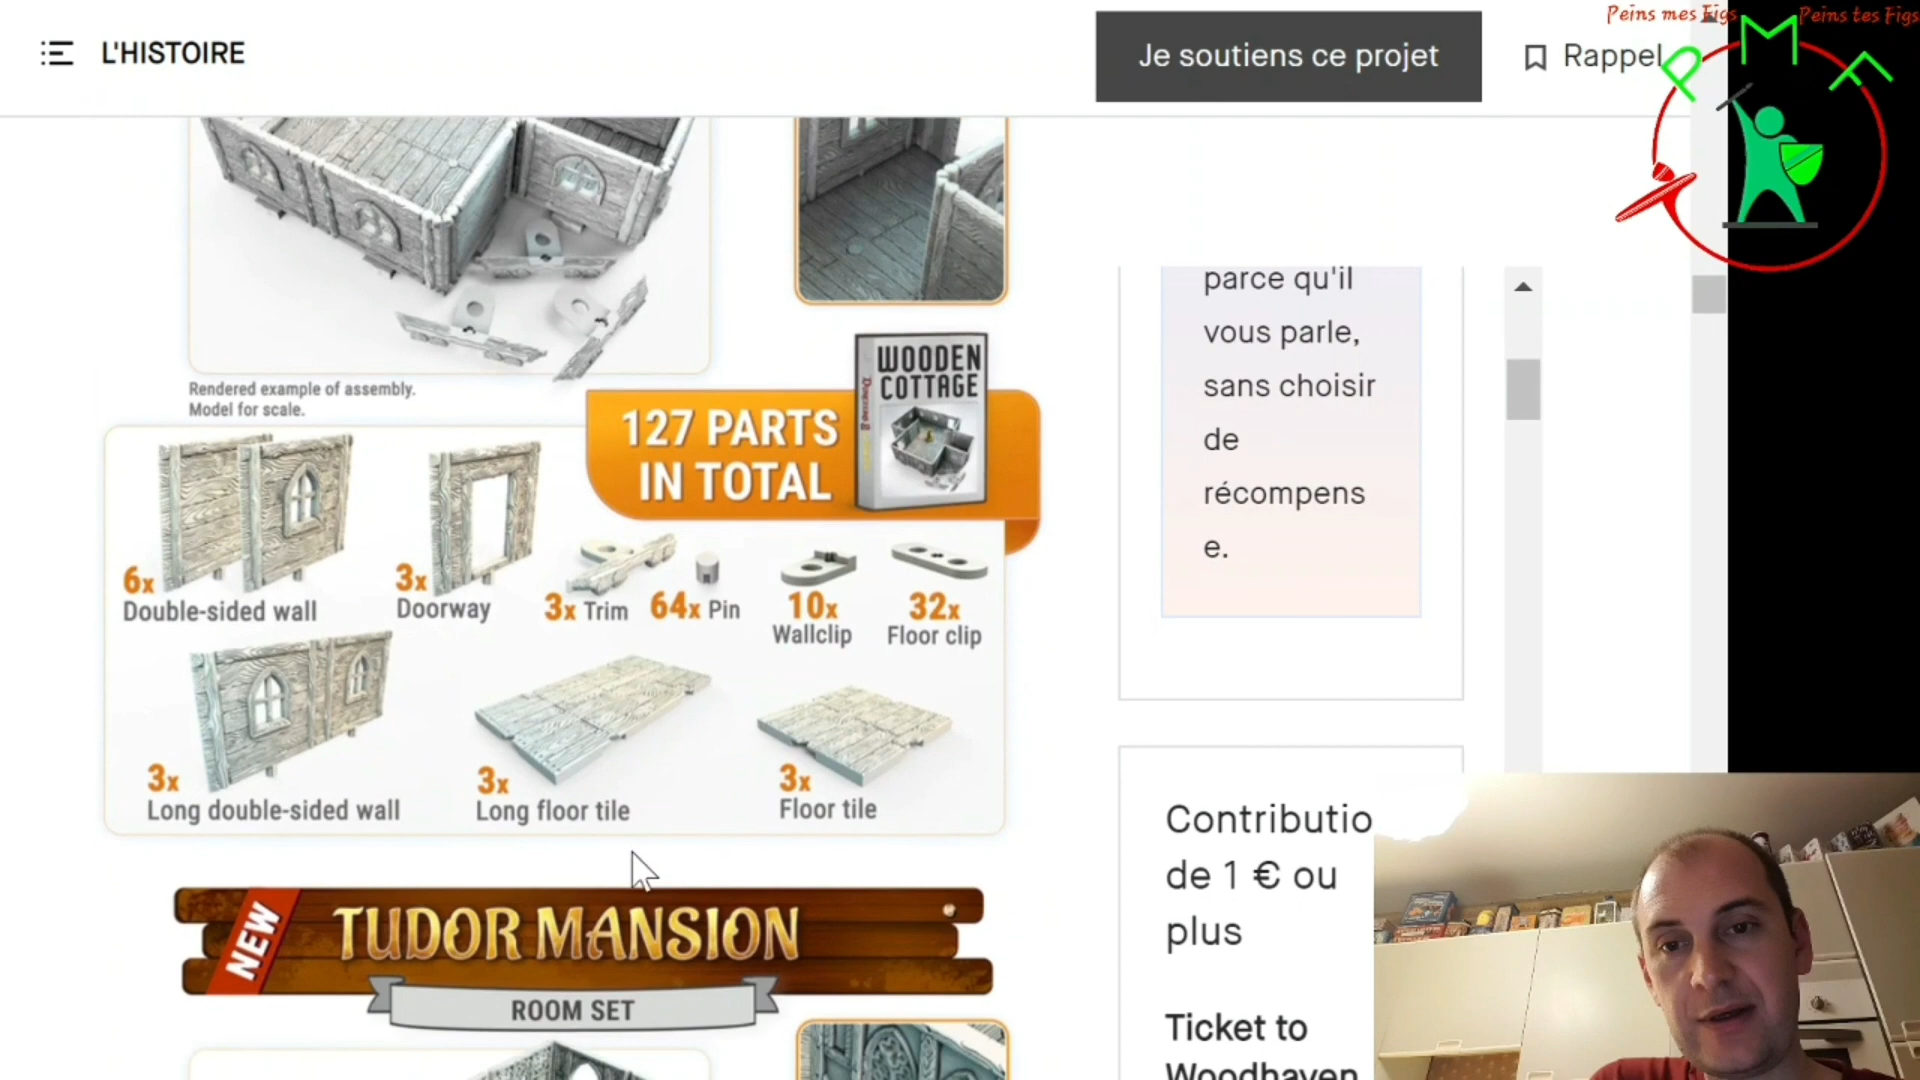 L'HISTOIRE
Je soutiens ce projet
Rappel
Peins mes Figs
Peins tes Figs
P M F
Rendered example of assembly.
Model for scale.
127 PARTS
IN TOTAL
WOODEN
COTTAGE
6x
Double-sided wall
3x
Doorway
3x Trim
64x Pin
10x
Wallclip
32x
Floor clip
3x
Long double-sided wall
3x
Long floor tile
3x
Floor tile
NEW
TUDOR MANSION
ROOM SET
parce qu'il
vous parle,
sans choisir
de
récompens
e.
Contributio
de 1 € ou
plus
Ticket to
Woodhaven